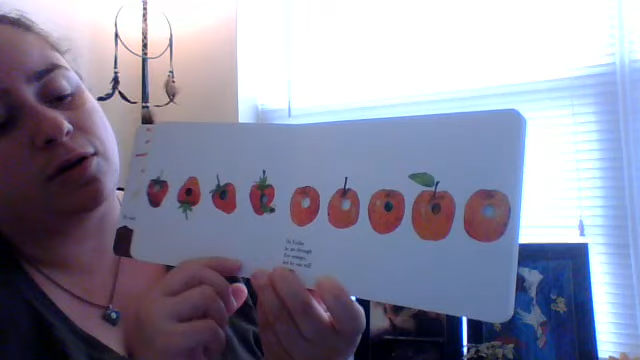 On Friday
he ate through
five oranges,
but he was still